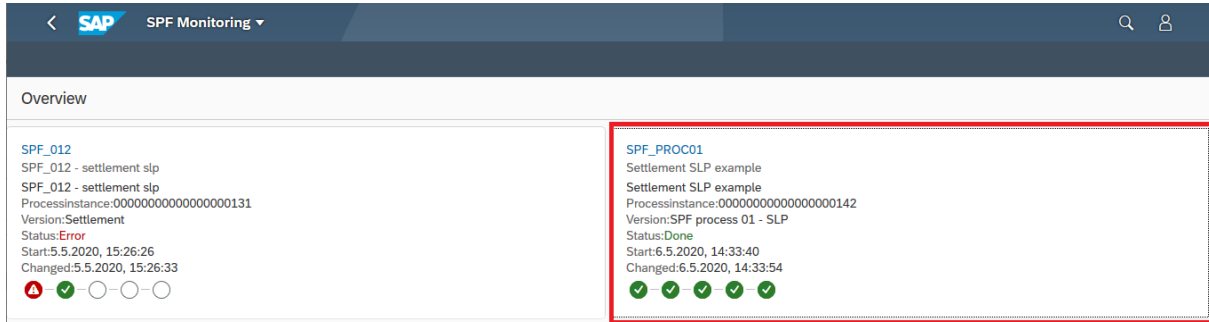 SAP SPF Monitoring
Overview
SPF_012
SPF_012 - settlement slp
SPF_012 - settlement slp
Processinstance:00000000000000000131
Version:Settlement
Status:Error
Start:5.5.2020, 15:26:26
Changed:5.5.2020, 15:26:33
SPF_PROC01
Settlement SLP example
Settlement SLP example
Processinstance:00000000000000000142
Version:SPF process 01 - SLP
Status:Done
Start:6.5.2020, 14:33:40
Changed:6.5.2020, 14:33:54